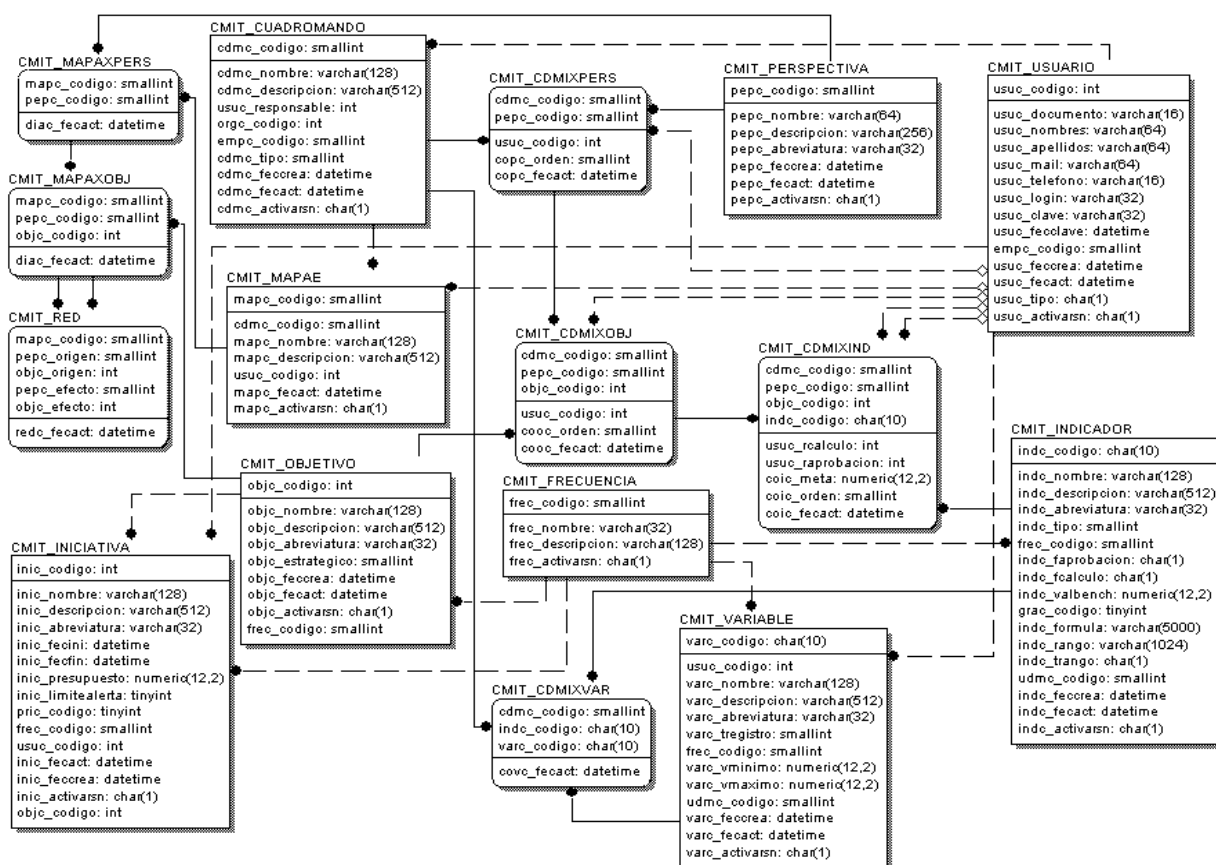 CMIT_CUADROMANDO
cdmc_codigo: smallint
cdmc_nombre: varchar(128)
cdmc_descripcion: varchar(512)
usuc_responsable: int
orgc_codigo: int
empc_codigo: smallint
cdmc_tipo: smallint
cdmc_feccrea: datetime
cdmc_fecact: datetime
cdmc_activarsn: char(1)
CMIT_MAPAXPERS
mapc_codigo: smallint
pepc_codigo: smallint
diac_fecact: datetime
CMIT_CDMIXPERS
cdmc_codigo: smallint
pepc_codigo: smallint
usuc_codigo: int
copc_orden: smallint
copc_fecact: datetime
CMIT_PERSPECTIVA
pepc_codigo: smallint
pepc_nombre: varchar(64)
pepc_descripcion: varchar(256)
pepc_abreviatura: varchar(32)
pepc_feccrea: datetime
pepc_fecact: datetime
pepc_activarsn: char(1)
CMIT_USUARIO
usuc_codigo: int
usuc_documento: varchar(16)
usuc_nombres: varchar(64)
usuc_apellidos: varchar(64)
usuc_mail: varchar(64)
usuc_telefono: varchar(16)
usuc_login: varchar(32)
usuc_clave: varchar(32)
usuc_fecclave: datetime
empc_codigo: smallint
usuc_feccrea: datetime
usuc_fecact: datetime
usuc_tipo: char(1)
usuc_activarsn: char(1)
CMIT_MAPAXOBJ
mapc_codigo: smallint
pepc_codigo: smallint
objc_codigo: int
diac_fecact: datetime
CMIT_MAPAE
mapc_codigo: smallint
cdmc_codigo: smallint
mapc_nombre: varchar(128)
mapc_descripcion: varchar(512)
usuc_codigo: int
mapc_fecact: datetime
mapc_activarsn: char(1)
CMIT_RED
mapc_codigo: smallint
pepc_origen: smallint
objc_origen: int
pepc_efecto: smallint
objc_efecto: int
redc_fecact: datetime
CMIT_CDMIXOBJ
cdmc_codigo: smallint
pepc_codigo: smallint
objc_codigo: int
usuc_codigo: int
cooc_orden: smallint
cooc_fecact: datetime
CMIT_CDMIXIND
cdmc_codigo: smallint
pepc_codigo: smallint
objc_codigo: int
indc_codigo: char(10)
usuc_rcalculo: int
usuc_raprobacion: int
coic_meta: numeric(12,2)
coic_orden: smallint
coic_fecact: datetime
CMIT_INDICADOR
indc_codigo: char(10)
indc_nombre: varchar(128)
indc_descripcion: varchar(512)
indc_abreviatura: varchar(32)
indc_tipo: smallint
frec_codigo: smallint
indc_faprobacion: char(1)
indc_fcalculo: char(1)
indc_valbench: numeric(12,2)
grac_codigo: tinyint
indc_formula: varchar(5000)
indc_rango: varchar(1024)
indc_trango: char(1)
udmc_codigo: smallint
indc_feccrea: datetime
indc_fecact: datetime
indc_activarsn: char(1)
CMIT_OBJETIVO
objc_codigo: int
objc_nombre: varchar(128)
objc_descripcion: varchar(512)
objc_abreviatura: varchar(32)
objc_estrategico: smallint
objc_feccrea: datetime
objc_fecact: datetime
objc_activarsn: char(1)
frec_codigo: smallint
CMIT_FRECUENCIA
frec_codigo: smallint
frec_nombre: varchar(32)
frec_descripcion: varchar(128)
frec_activarsn: char(1)
CMIT_INICIATIVA
inic_codigo: int
inic_nombre: varchar(128)
inic_descripcion: varchar(512)
inic_abreviatura: varchar(32)
inic_fecini: datetime
inic_fecfin: datetime
inic_presupuesto: numeric(12,2)
inic_limitealerta: tinyint
pric_codigo: tinyint
frec_codigo: smallint
usuc_codigo: int
inic_fecact: datetime
inic_feccrea: datetime
inic_activarsn: char(1)
objc_codigo: int
CMIT_CDMIXVAR
cdmc_codigo: smallint
indc_codigo: char(10)
varc_codigo: char(10)
covc_fecact: datetime
CMIT_VARIABLE
varc_codigo: char(10)
usuc_codigo: int
varc_nombre: varchar(128)
varc_descripcion: varchar(512)
varc_abreviatura: varchar(32)
varc_tregistro: smallint
frec_codigo: smallint
varc_vminimo: numeric(12,2)
varc_vmaximo: numeric(12,2)
udmc_codigo: smallint
varc_feccrea: datetime
varc_fecact: datetime
varc_activarsn: char(1)